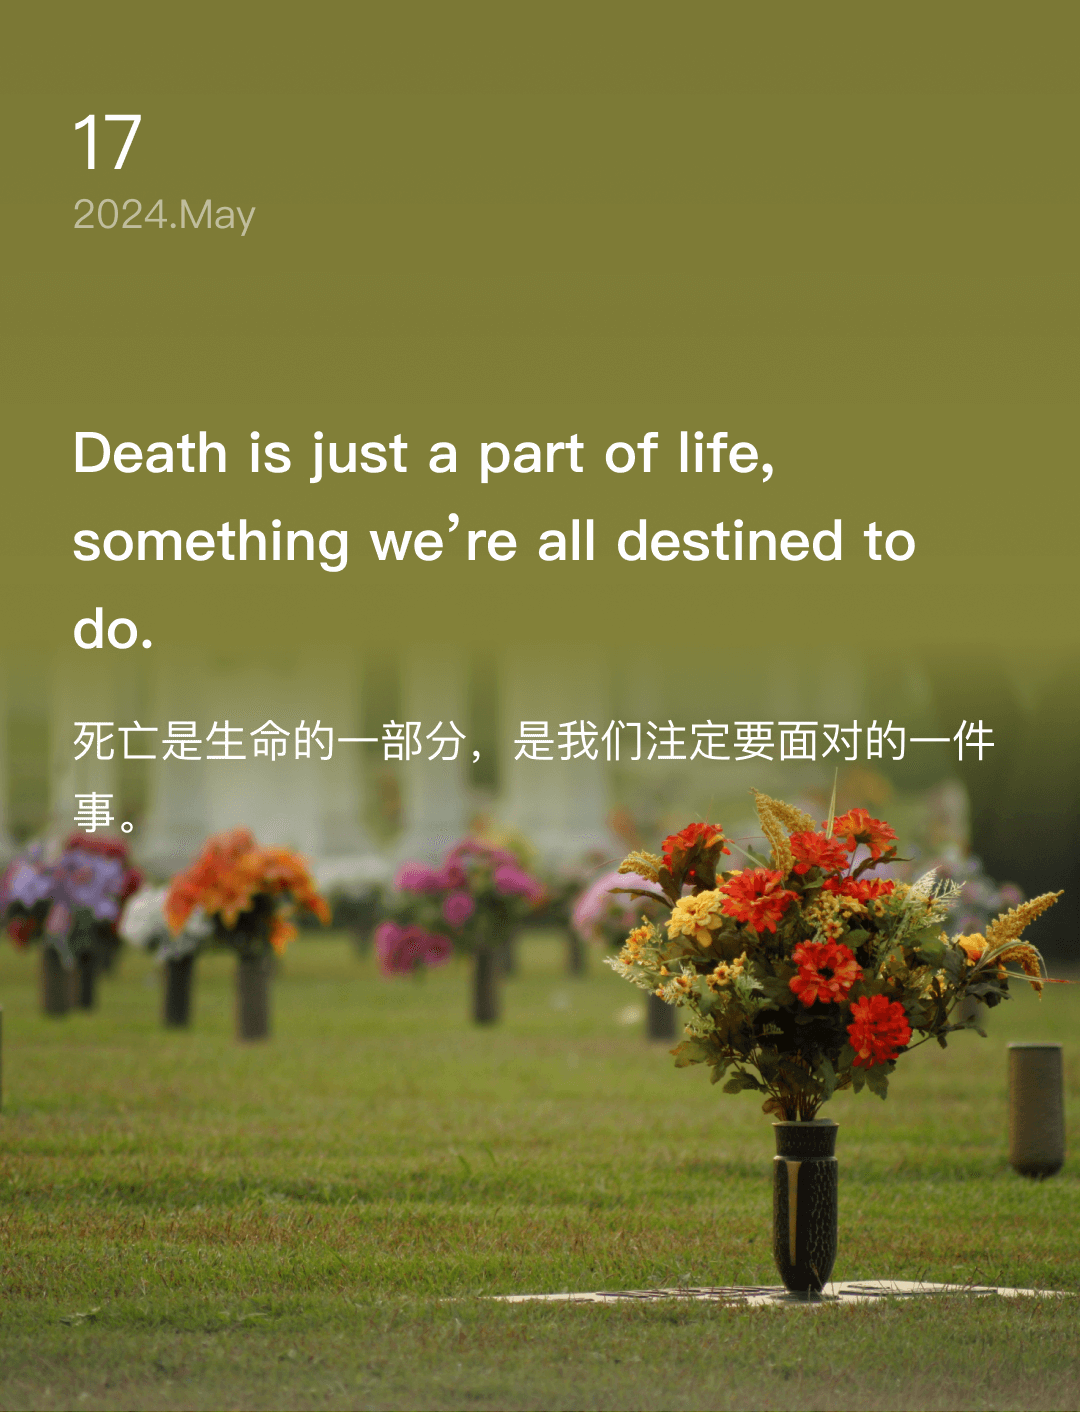 17
2024.May
Death is just a part of life,
something we’re all destined to
do.
死亡是生命的一部分，是我们注定要面对的一件
事。